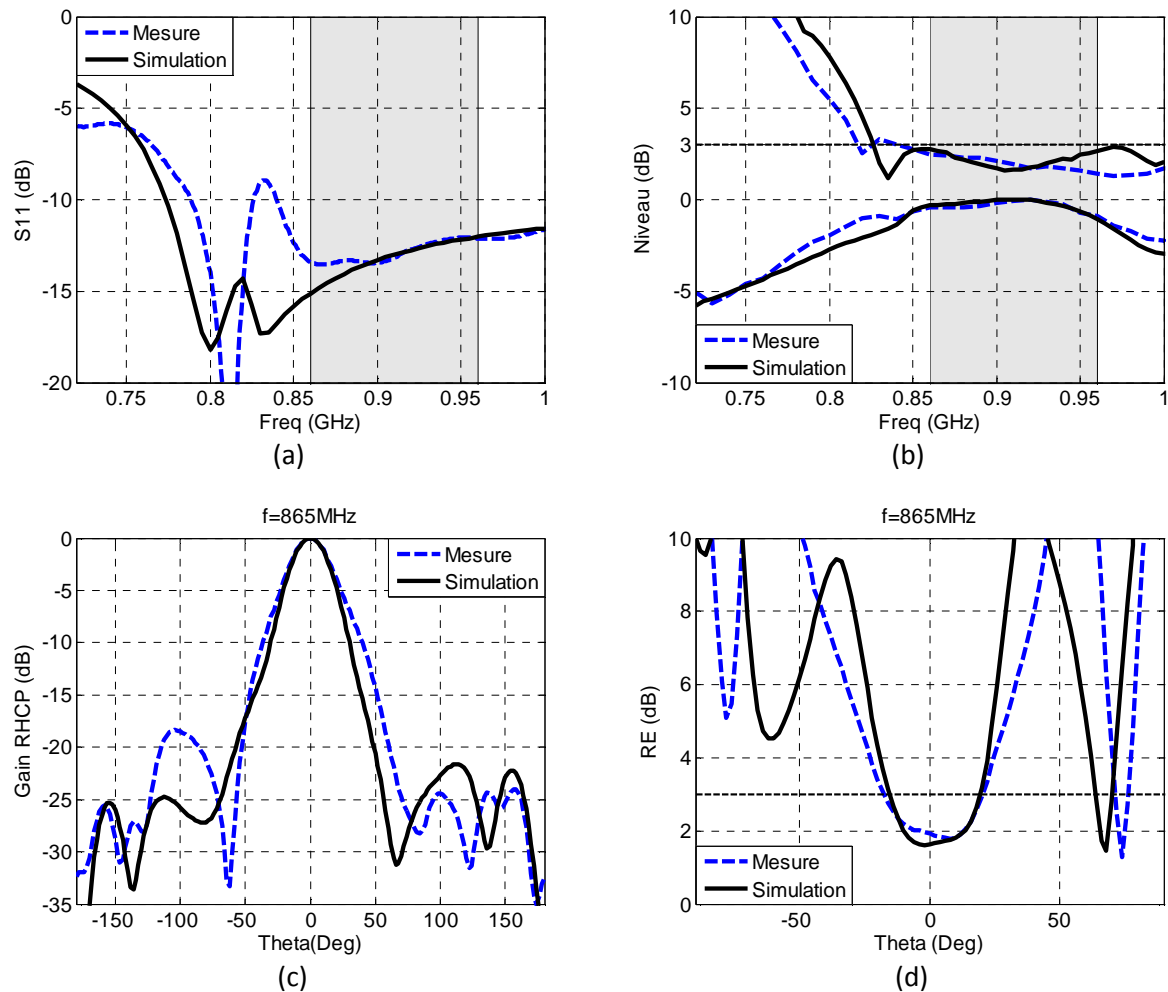 0
-5
-10
-15
-20
S11 (dB)
Mesure
Simulation
0.75
0.8
0.85
0.9
0.95
1
Freq (GHz)
(a)
10
5
3
0
-5
-10
Niveau (dB)
Mesure
Simulation
0.75
0.8
0.85
0.9
0.95
1
Freq (GHz)
(b)
f=865MHz
0
-5
-10
-15
-20
-25
-30
-35
Gain RHCP (dB)
Mesure
Simulation
-150
-100
-50
0
50
100
150
Theta(Deg)
(c)
f=865MHz
10
8
6
4
3
2
0
RE (dB)
Mesure
Simulation
-50
0
50
Theta (Deg)
(d)